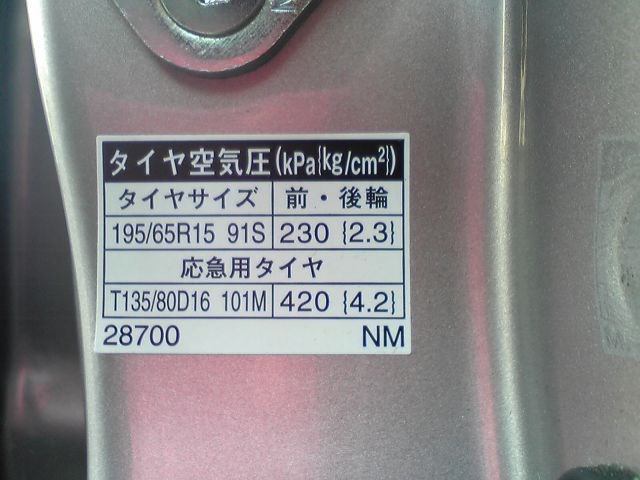 タイヤ空気圧(kPa{kg/cm²})
タイヤサイズ 前・後輪
195/65R15 91S 230 {2.3}
応急用タイヤ
T135/80D16 101M 420 {4.2}
28700 NM